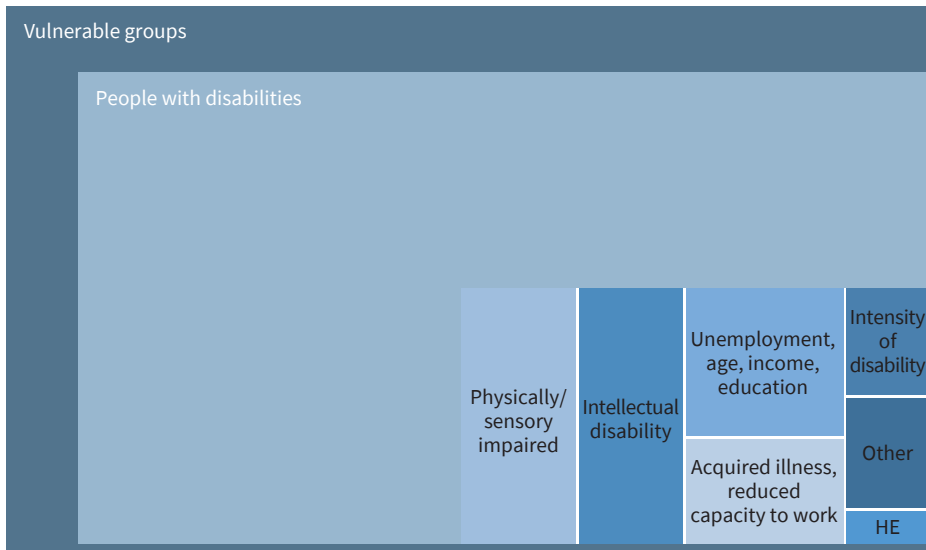 Vulnerable groups
People with disabilities
Physically/
sensory
impaired
Intellectual
disability
Unemployment,
age, income,
education
Acquired illness,
reduced
capacity to work
Intensity
of
disability
Other
HE